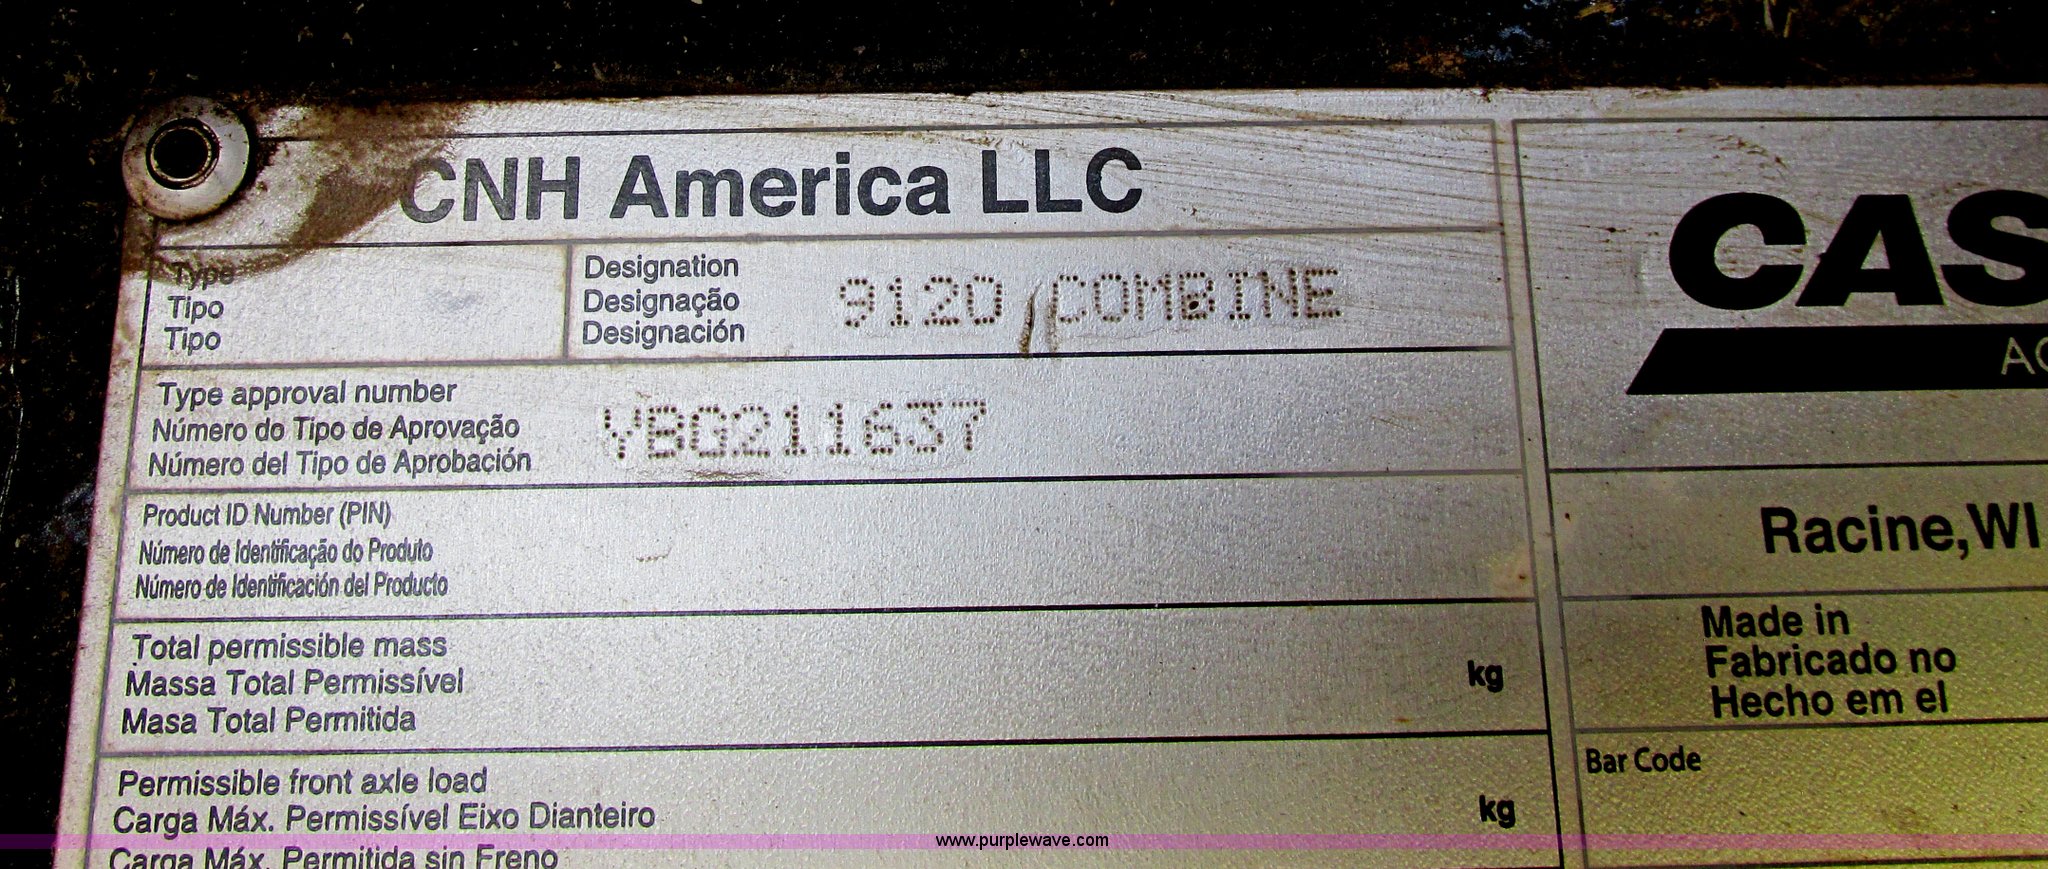 CNH America LLC
Type
Tipo
Tipo
Designation
Designação
Designación
9120 COMBINE
Type approval number
Número do Tipo de Aprovação
Número del Tipo de Aprobación
YBG211637
Product ID Number (PIN)
Número de Identificação do Produto
Número de Identificación del Producto
Total permissible mass
Massa Total Permissível
Masa Total Permitida
kg
Permissible front axle load
Carga Máx. Permissível Eixo Dianteiro
Carga Máx. Permitida sin Freno
kg
CAS
AG
Racine,WI
Made in
Fabricado no
Hecho em el
Bar Code
www.purplewave.com